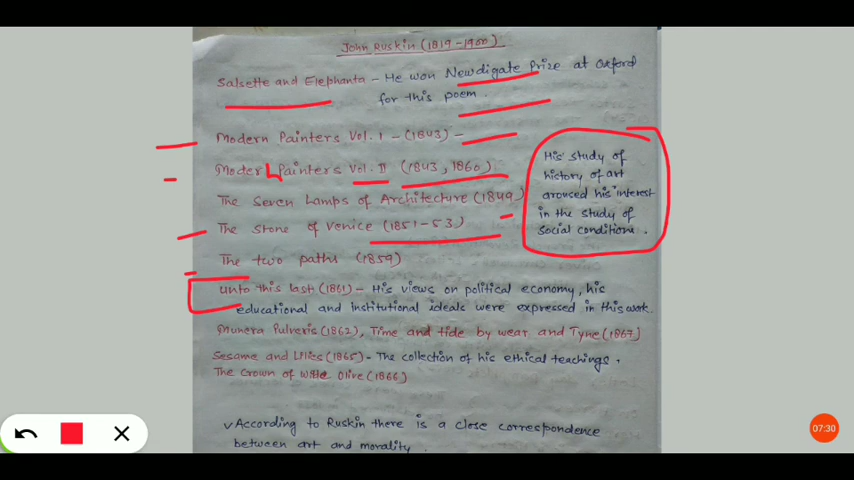 John Ruskin (1819-1900)
Salsette and Elephanta - He won Newdigate Prize at Oxford
for this poem.
Modern Painters Vol. I - (1843) -
Moder Painters Vol. II (1843, 1860)
The Seven Lamps of Architecture (1849)
The Stone of Venice (1851-53)
The two paths (1859)
Unto this last (1861) - His views on political economy, his
educational and institutional ideals were expressed in this work.
Munera Pulveris (1862), Time and tide by wear and Tyne (1867)
Sesame and Lilies (1865) - The collection of his ethical teachings.
The Crown of Wild Olive (1866)
His study of
history of art
aroused his interest
in the study of
social conditions.
✓ According to Ruskin there is a close correspondence
between art and morality.
07:30